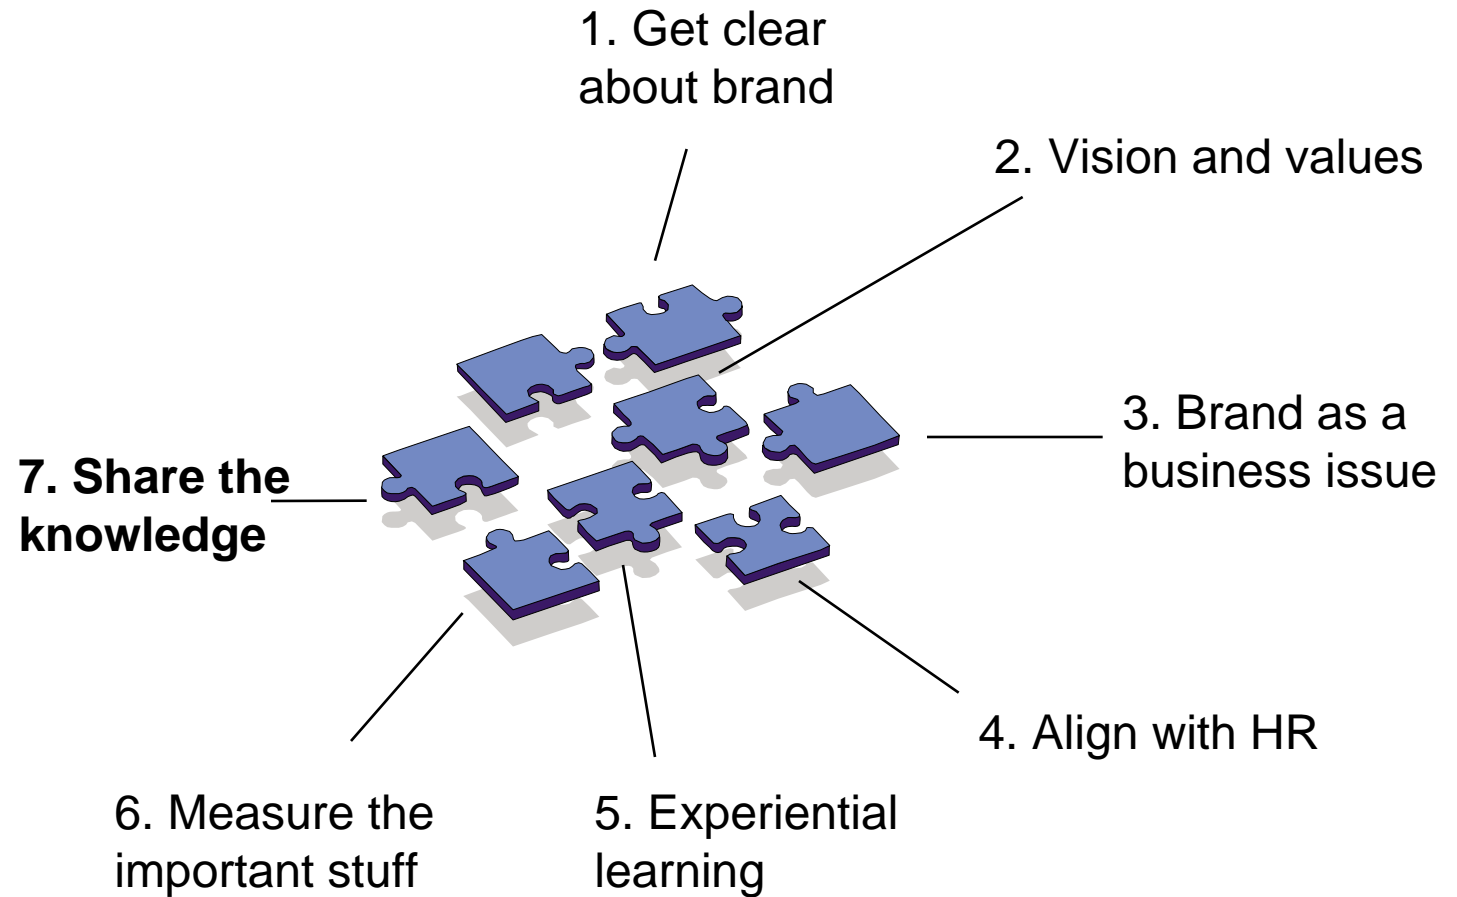 1. Get clear
about brand
2. Vision and values
3. Brand as a
business issue
4. Align with HR
5. Experiential
learning
6. Measure the
important stuff
7. Share the
knowledge